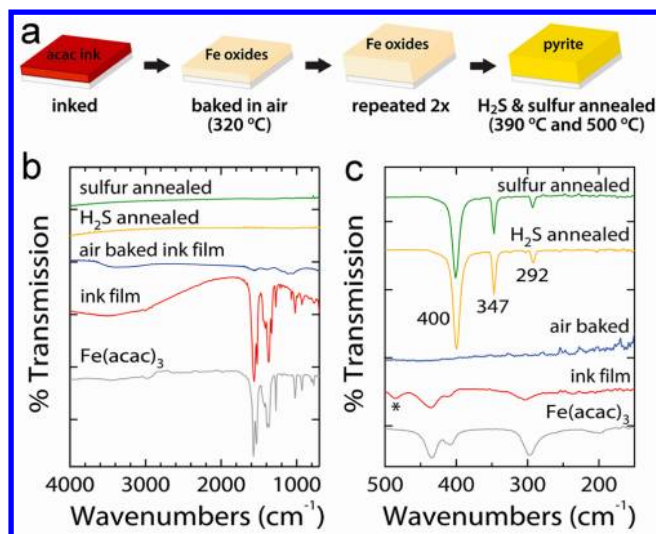 a
acac ink
Fe oxides
Fe oxides
pyrite
inked
baked in air
(320 °C)
repeated 2x
H₂S & sulfur annealed
(390 °C and 500 °C)
b
sulfur annealed
H₂S annealed
air baked ink film
ink film
Fe(acac)₃
% Transmission
4000
3000
2000
1000
Wavenumbers (cm⁻¹)
c
sulfur annealed
H₂S annealed
292
347
400
air baked
ink film
*
Fe(acac)₃
% Transmission
500
400
300
200
Wavenumbers (cm⁻¹)